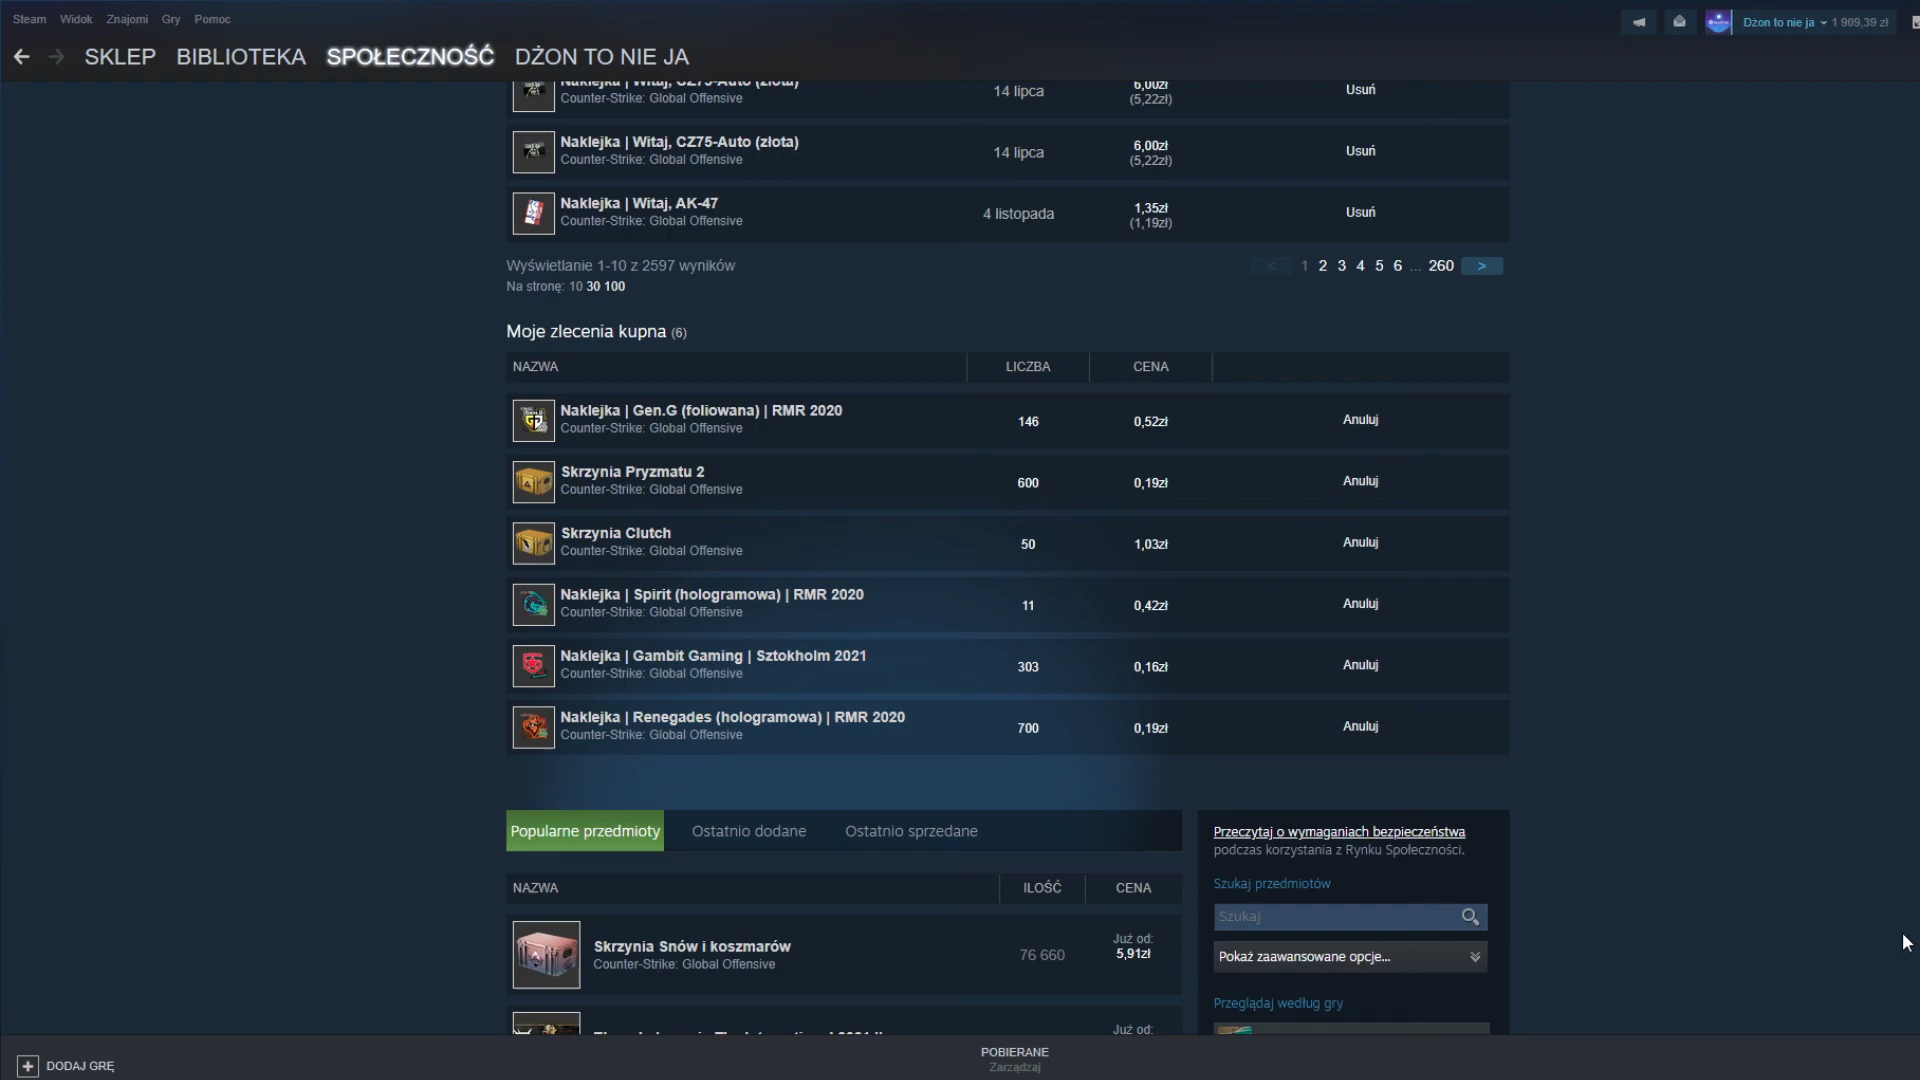 Steam Widok Znajomi Gry Pomoc
Dżon to nie ja 1 909,39 zł
SKLEP BIBLIOTEKA SPOŁECZNOŚĆ DŻON TO NIE JA
Naklejka | Witaj, CZ75-Auto (złota)
Counter-Strike: Global Offensive
14 lipca
6,00zł
(5,22zł)
Usuń
Naklejka | Witaj, CZ75-Auto (złota)
Counter-Strike: Global Offensive
14 lipca
6,00zł
(5,22zł)
Usuń
Naklejka | Witaj, AK-47
Counter-Strike: Global Offensive
4 listopada
1,35zł
(1,19zł)
Usuń
Wyświetlanie 1-10 z 2597 wyników
< 1 2 3 4 5 6 ... 260 >
Na stronę: 10 30 100
Moje zlecenia kupna (6)
NAZWA LICZBA CENA
Naklejka | Gen.G (foliowana) | RMR 2020
Counter-Strike: Global Offensive
146 0,52zł Anuluj
Skrzynia Pryzmatu 2
Counter-Strike: Global Offensive
600 0,19zł Anuluj
Skrzynia Clutch
Counter-Strike: Global Offensive
50 1,03zł Anuluj
Naklejka | Spirit (hologramowa) | RMR 2020
Counter-Strike: Global Offensive
11 0,42zł Anuluj
Naklejka | Gambit Gaming | Sztokholm 2021
Counter-Strike: Global Offensive
303 0,16zł Anuluj
Naklejka | Renegades (hologramowa) | RMR 2020
Counter-Strike: Global Offensive
700 0,19zł Anuluj
Popularne przedmioty Ostatnio dodane Ostatnio sprzedane
NAZWA ILOŚĆ CENA
Skrzynia Snów i koszmarów
Counter-Strike: Global Offensive
76 660
Już od:
5,91zł
Już od:
Przeczytaj o wymaganiach bezpieczeństwa
podczas korzystania z Rynku Społeczności.
Szukaj przedmiotów
Szukaj
Pokaż zaawansowane opcje...
Przeglądaj według gry
DODAJ GRĘ
POBIERANE
Zarządzaj